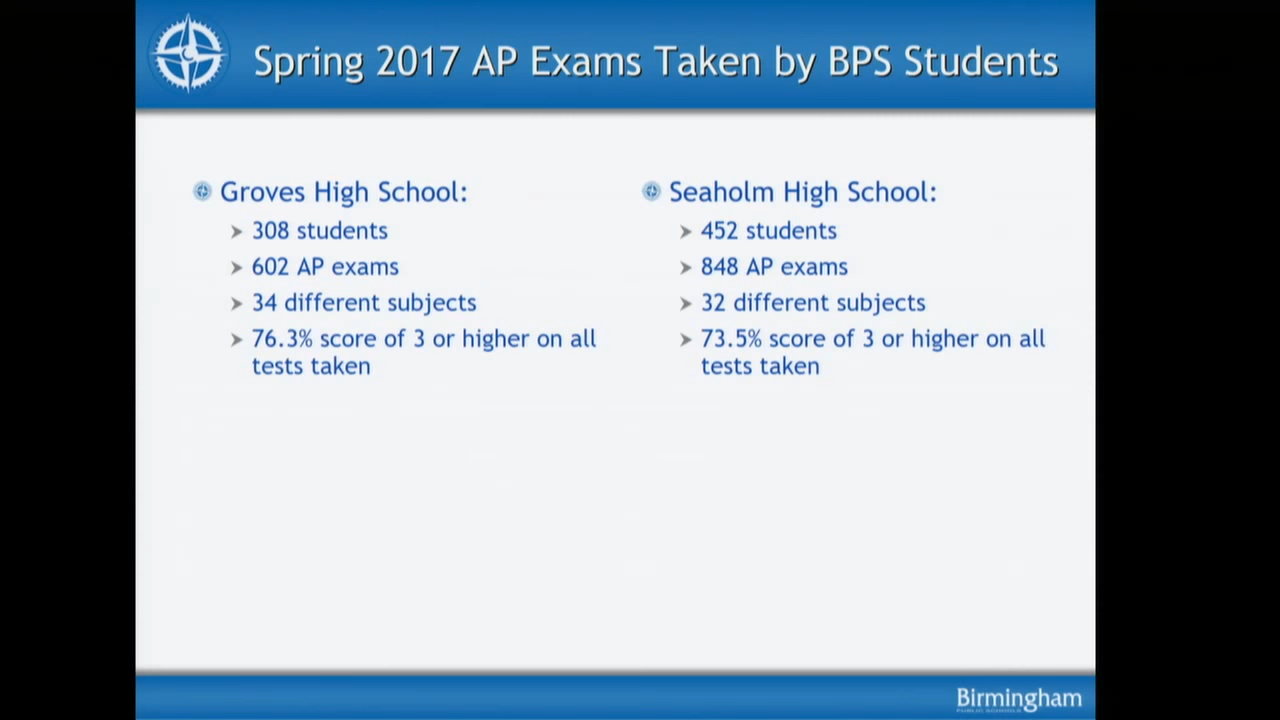 Spring 2017 AP Exams Taken by BPS Students
Groves High School:
308 students
602 AP exams
34 different subjects
76.3% score of 3 or higher on all
tests taken
Seaholm High School:
452 students
848 AP exams
32 different subjects
73.5% score of 3 or higher on all
tests taken
Birmingham
PUBLIC SCHOOLS